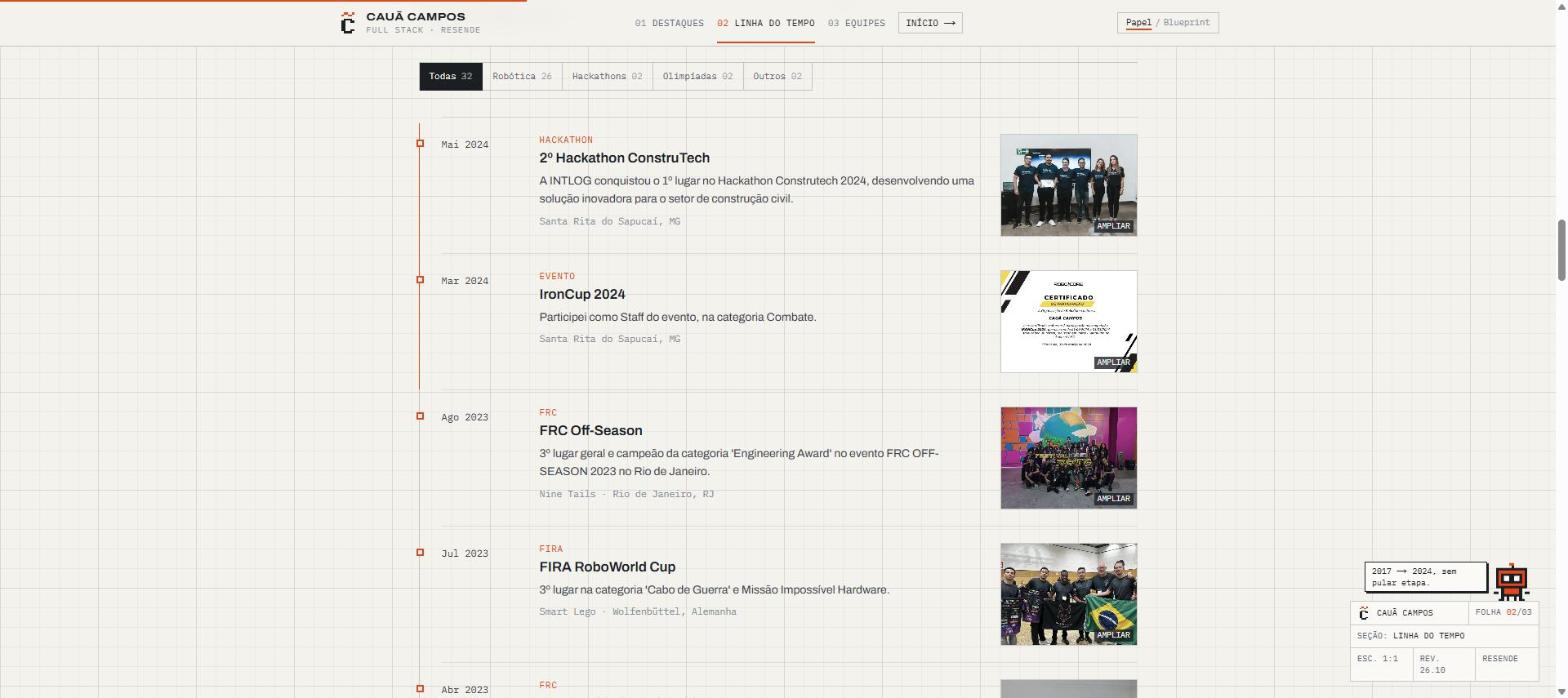 CAUÃ CAMPOS
FULL STACK · RESENDE
01 DESTAQUES
02 LINHA DO TEMPO
03 EQUIPES
INÍCIO →
Papel / Blueprint
Todas 32
Robótica 26
Hackathons 02
Olimpíadas 02
Outros 02
Mai 2024
HACKATHON
2º Hackathon ConstruTech
A INTLOG conquistou o 1º lugar no Hackathon Construtech 2024, desenvolvendo uma
solução inovadora para o setor de construção civil.
Santa Rita do Sapucaí, MG
AMPLIAR
Mar 2024
EVENTO
IronCup 2024
Participei como Staff do evento, na categoria Combate.
Santa Rita do Sapucaí, MG
ROBOCORE
CERTIFICADO
CAUÃ CAMPOS
AMPLIAR
Ago 2023
FRC
FRC Off-Season
3º lugar geral e campeão da categoria 'Engineering Award' no evento FRC OFF-
SEASON 2023 no Rio de Janeiro.
Nine Tails · Rio de Janeiro, RJ
AMPLIAR
Jul 2023
FIRA
FIRA RoboWorld Cup
3º lugar na categoria 'Cabo de Guerra' e Missão Impossível Hardware.
Smart Lego · Wolfenbüttel, Alemanha
AMPLIAR
Abr 2023
FRC
2017 → 2024, sem
pular etapa.
CAUÃ CAMPOS
FOLHA 02/03
SEÇÃO: LINHA DO TEMPO
ESC. 1:1
REV.
26.10
RESENDE